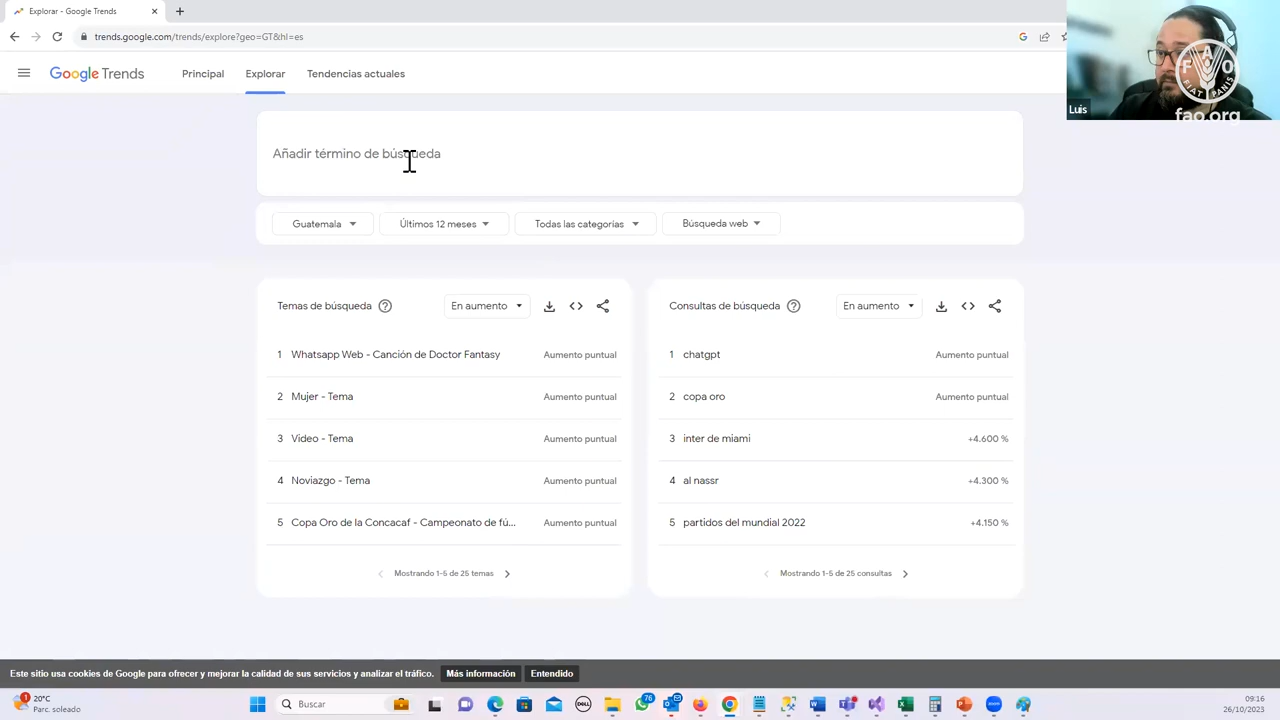 Explorar - Google Trends
trends.google.com/trends/explore?geo=GT&hl=es
Google Trends
Principal
Explorar
Tendencias actuales
Luis
F A O
FIAT PANIS
fao.org
Añadir término de búsqueda
Guatemala
Últimos 12 meses
Todas las categorías
Búsqueda web
Temas de búsqueda
En aumento
1 Whatsapp Web - Canción de Doctor Fantasy Aumento puntual
2 Mujer - Tema Aumento puntual
3 Video - Tema Aumento puntual
4 Noviazgo - Tema Aumento puntual
5 Copa Oro de la Concacaf - Campeonato de fú... Aumento puntual
Mostrando 1-5 de 25 temas
Consultas de búsqueda
En aumento
1 chatgpt Aumento puntual
2 copa oro Aumento puntual
3 inter de miami +4.600 %
4 al nassr +4.300 %
5 partidos del mundial 2022 +4.150 %
Mostrando 1-5 de 25 consultas
Este sitio usa cookies de Google para ofrecer y mejorar la calidad de sus servicios y analizar el tráfico. Más información Entendido
1
20°C
Parc. soleado
Buscar
DELL
76
09:16
26/10/2023